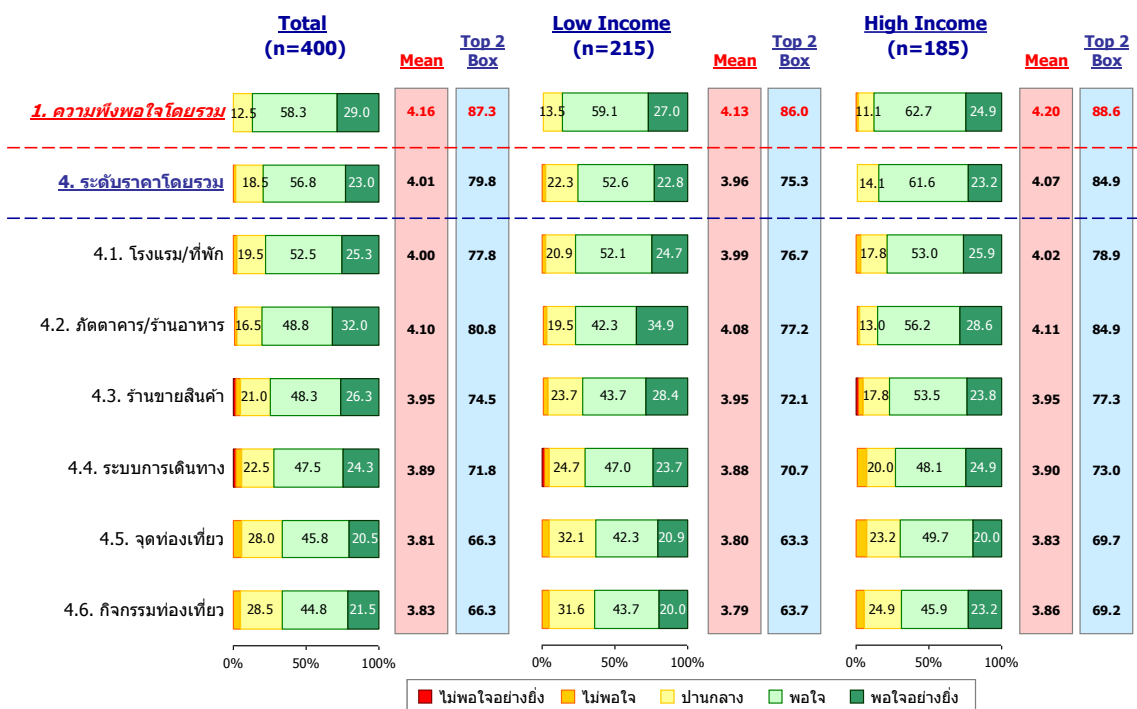 Total
(n=400)
Mean
Top 2
Box
Low Income
(n=215)
Mean
Top 2
Box
High Income
(n=185)
Mean
Top 2
Box
1. ความพึงพอใจโดยรวม 12.5 58.3 29.0 4.16 87.3 13.5 59.1 27.0 4.13 86.0 11.1 62.7 24.9 4.20 88.6
4. ระดับราคาโดยรวม 18.5 56.8 23.0 4.01 79.8 22.3 52.6 22.8 3.96 75.3 14.1 61.6 23.2 4.07 84.9
4.1. โรงแรม/ที่พัก 19.5 52.5 25.3 4.00 77.8 20.9 52.1 24.7 3.99 76.7 17.8 53.0 25.9 4.02 78.9
4.2. ภัตตาคาร/ร้านอาหาร 16.5 48.8 32.0 4.10 80.8 19.5 42.3 34.9 4.08 77.2 13.0 56.2 28.6 4.11 84.9
4.3. ร้านขายสินค้า 21.0 48.3 26.3 3.95 74.5 23.7 43.7 28.4 3.95 72.1 17.8 53.5 23.8 3.95 77.3
4.4. ระบบการเดินทาง 22.5 47.5 24.3 3.89 71.8 24.7 47.0 23.7 3.88 70.7 20.0 48.1 24.9 3.90 73.0
4.5. จุดท่องเที่ยว 28.0 45.8 20.5 3.81 66.3 32.1 42.3 20.9 3.80 63.3 23.2 49.7 20.0 3.83 69.7
4.6. กิจกรรมท่องเที่ยว 28.5 44.8 21.5 3.83 66.3 31.6 43.7 20.0 3.79 63.7 24.9 45.9 23.2 3.86 69.2
0% 50% 100% 0% 50% 100% 0% 50% 100%
ไม่พอใจอย่างยิ่ง ไม่พอใจ ปานกลาง พอใจ พอใจอย่างยิ่ง